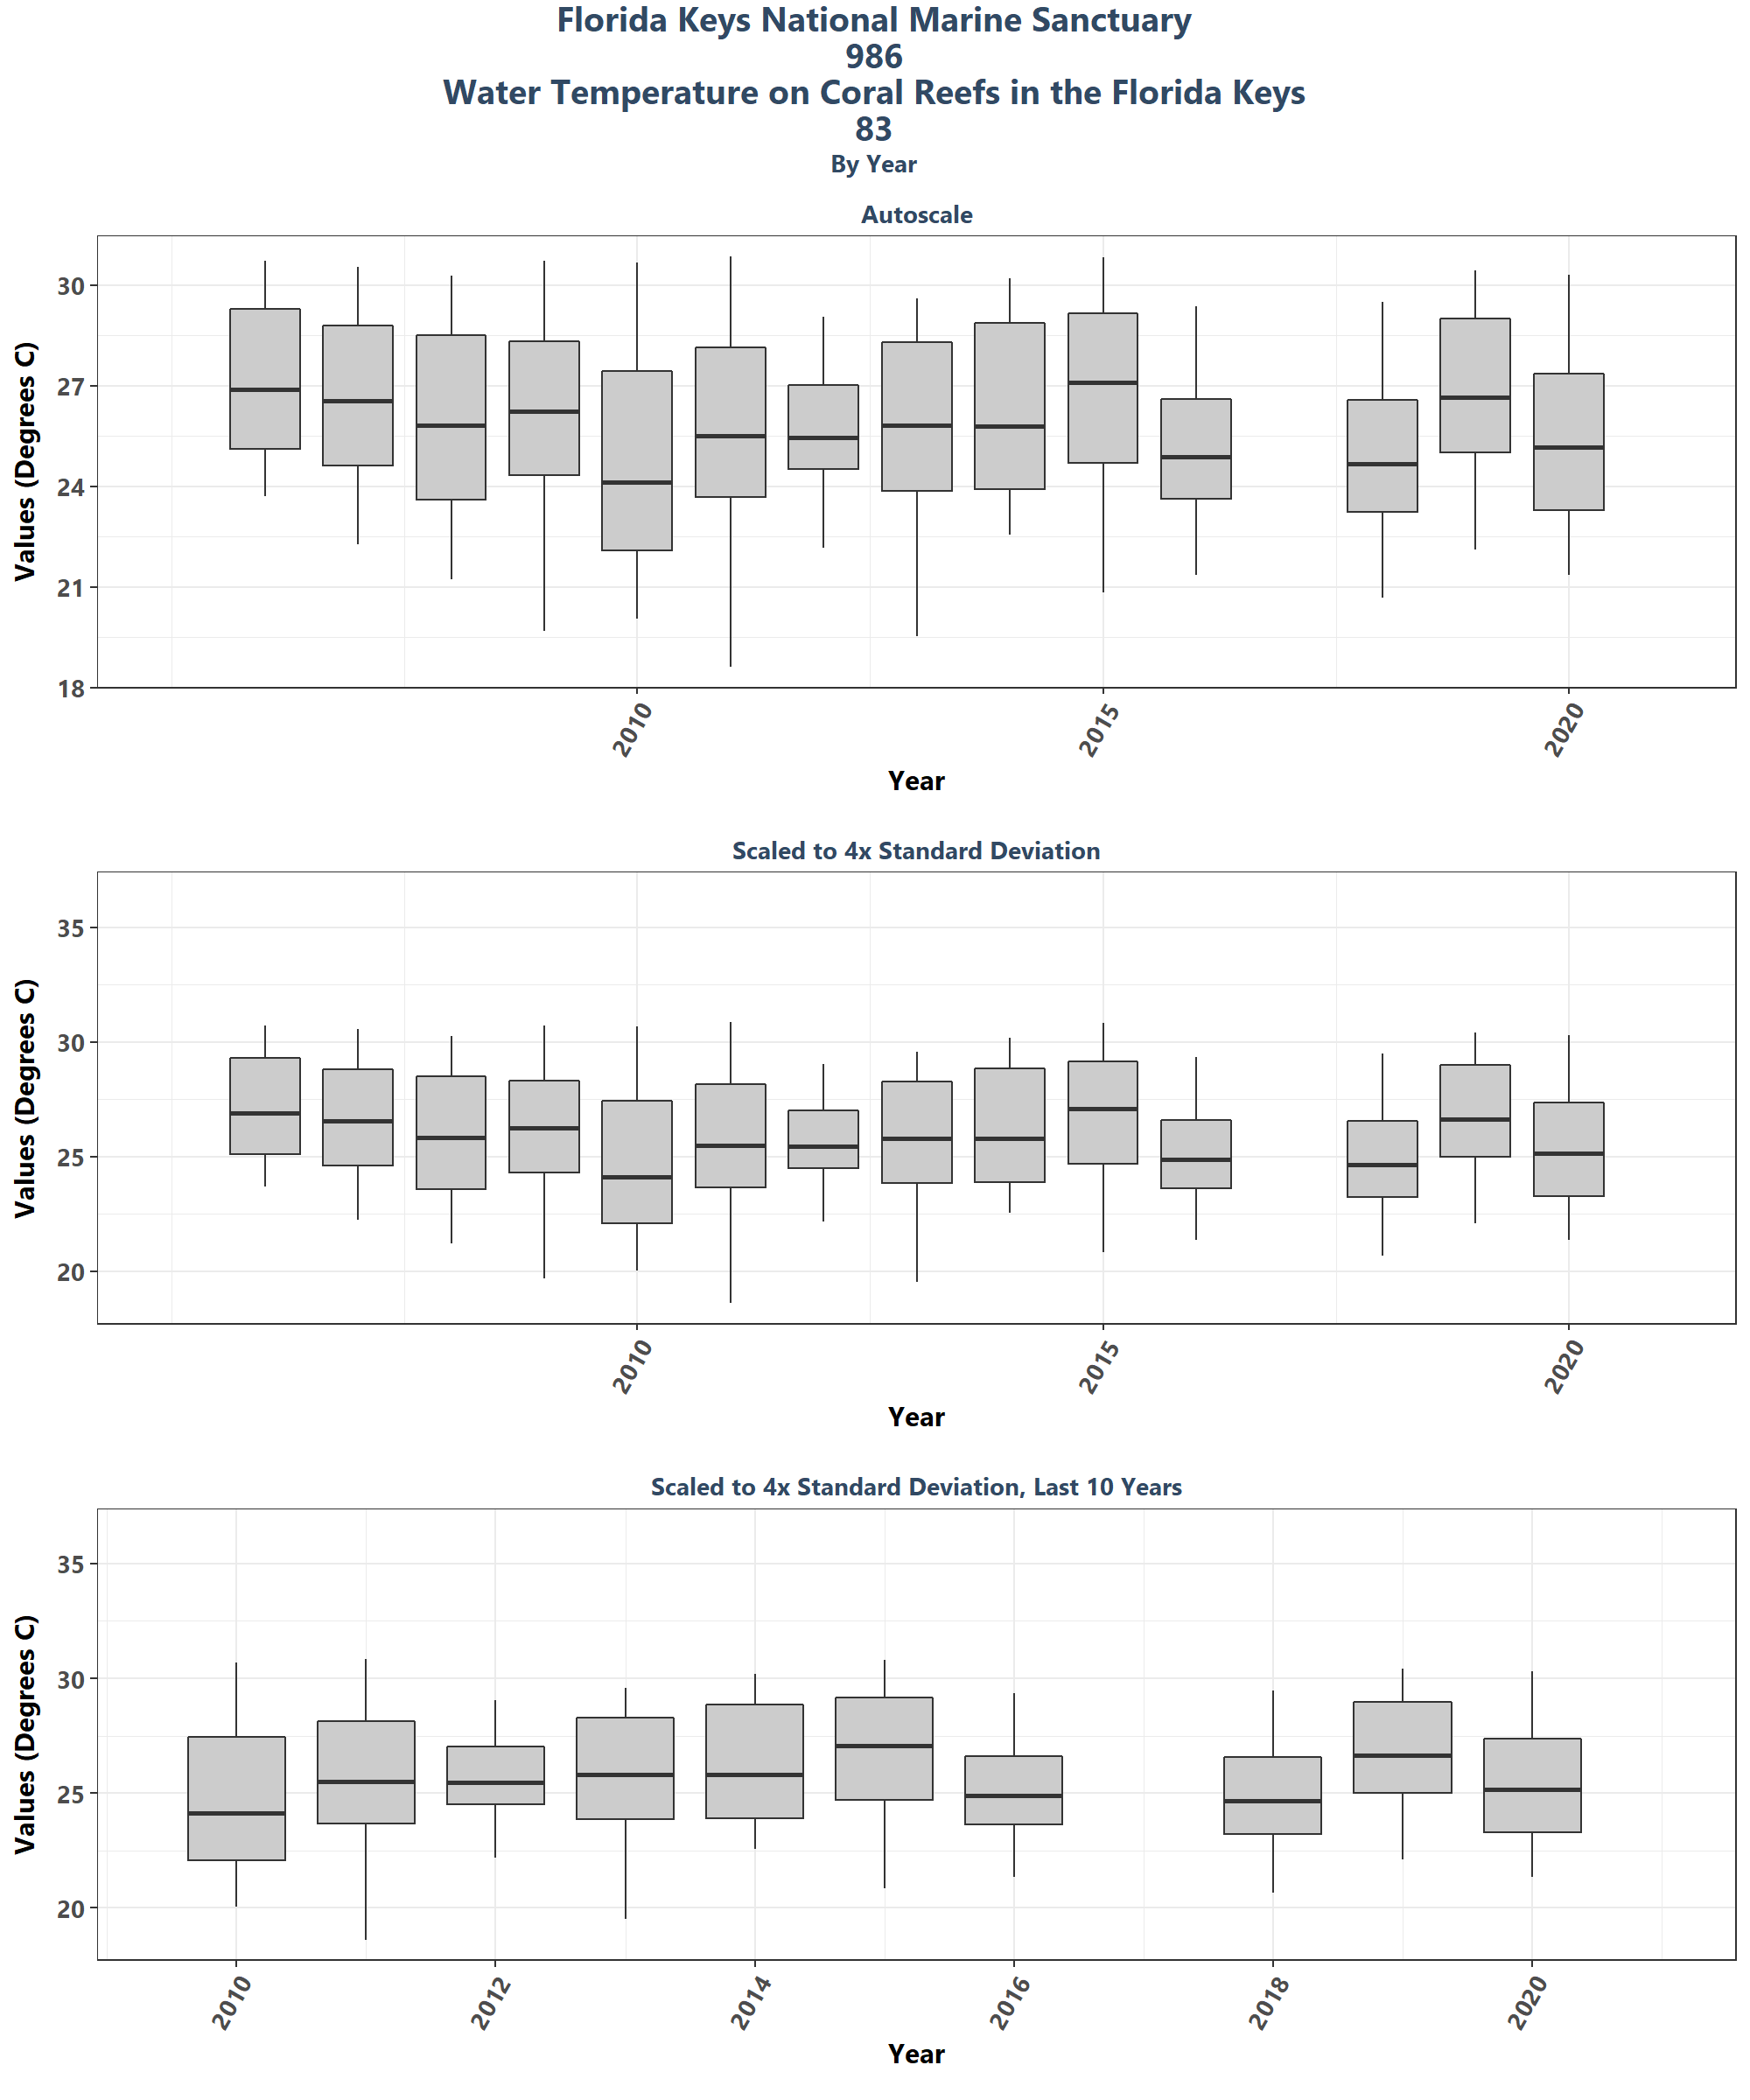 Florida Keys National Marine Sanctuary
986
Water Temperature on Coral Reefs in the Florida Keys
83
By Year
Autoscale
Values (Degrees C)
30
27
24
21
18
2010
2015
2020
Year
Scaled to 4x Standard Deviation
Values (Degrees C)
35
30
25
20
2010
2015
2020
Year
Scaled to 4x Standard Deviation, Last 10 Years
Values (Degrees C)
35
30
25
20
2010
2012
2014
2016
2018
2020
Year